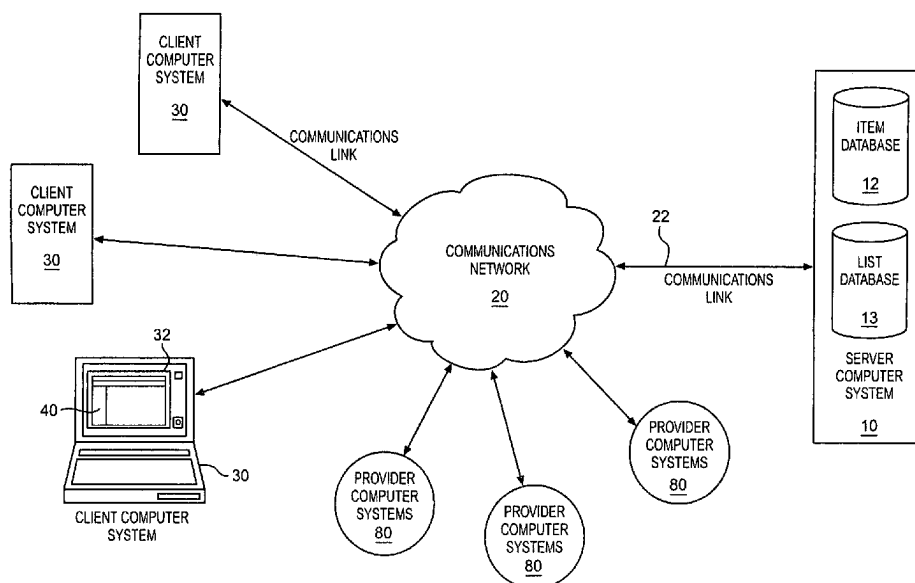 CLIENT
COMPUTER
SYSTEM
30
COMMUNICATIONS
LINK
CLIENT
COMPUTER
SYSTEM
30
COMMUNICATIONS
NETWORK
20
22
COMMUNICATIONS
LINK
ITEM
DATABASE
12
LIST
DATABASE
13
SERVER
COMPUTER
SYSTEM
10
32
40
30
CLIENT COMPUTER
SYSTEM
PROVIDER
COMPUTER
SYSTEMS
80
PROVIDER
COMPUTER
SYSTEMS
80
PROVIDER
COMPUTER
SYSTEMS
80